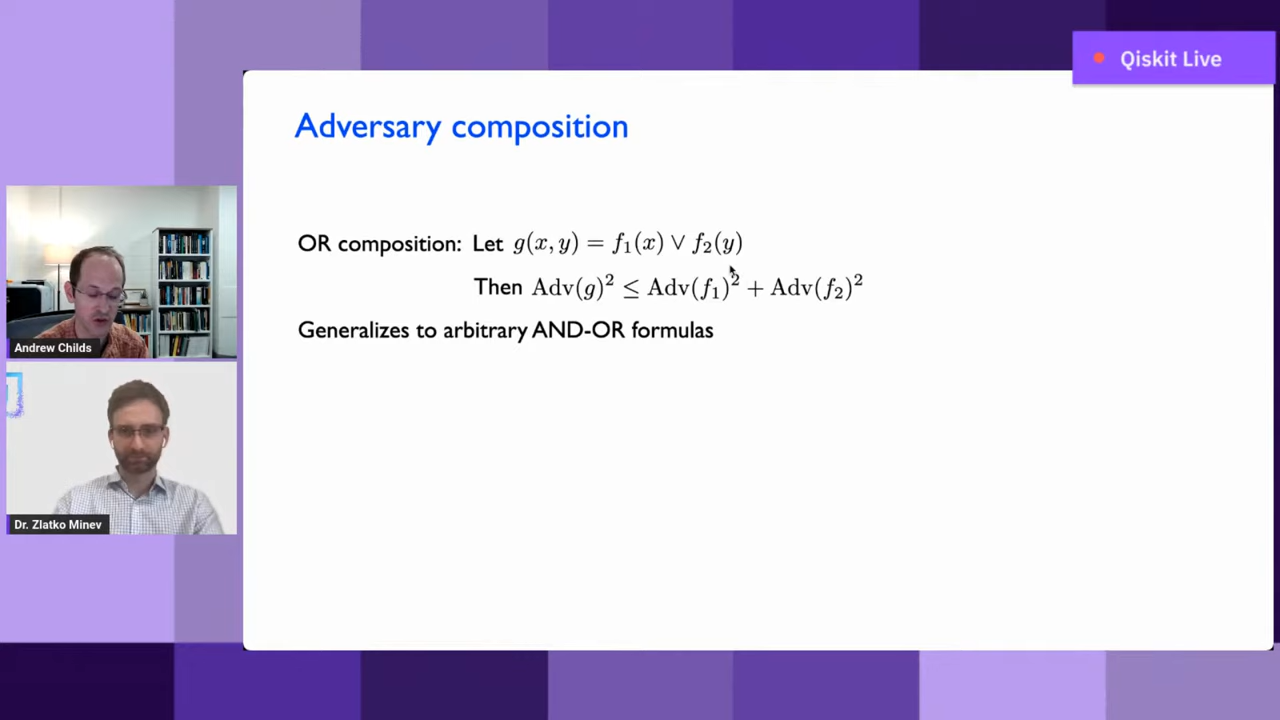 Qiskit Live
Adversary composition
OR composition: Let g(x, y) = f₁(x) ∨ f₂(y)
Then Adv(g)² ≤ Adv(f₁)² + Adv(f₂)²
Generalizes to arbitrary AND-OR formulas
Andrew Childs
Dr. Zlatko Minev